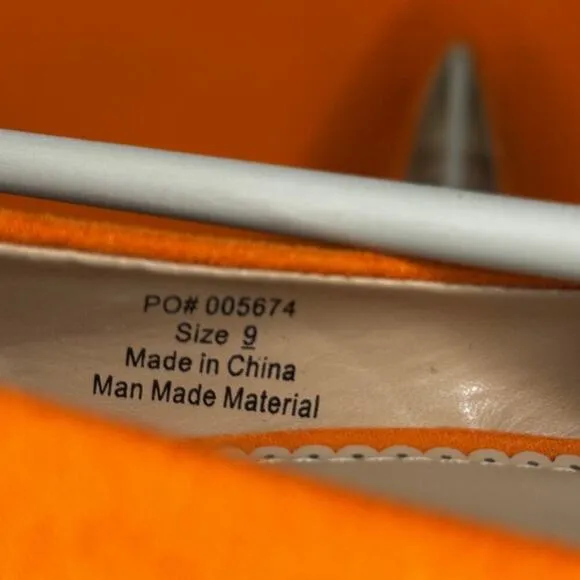 PO# 005674
Size 9
Made in China
Man Made Material